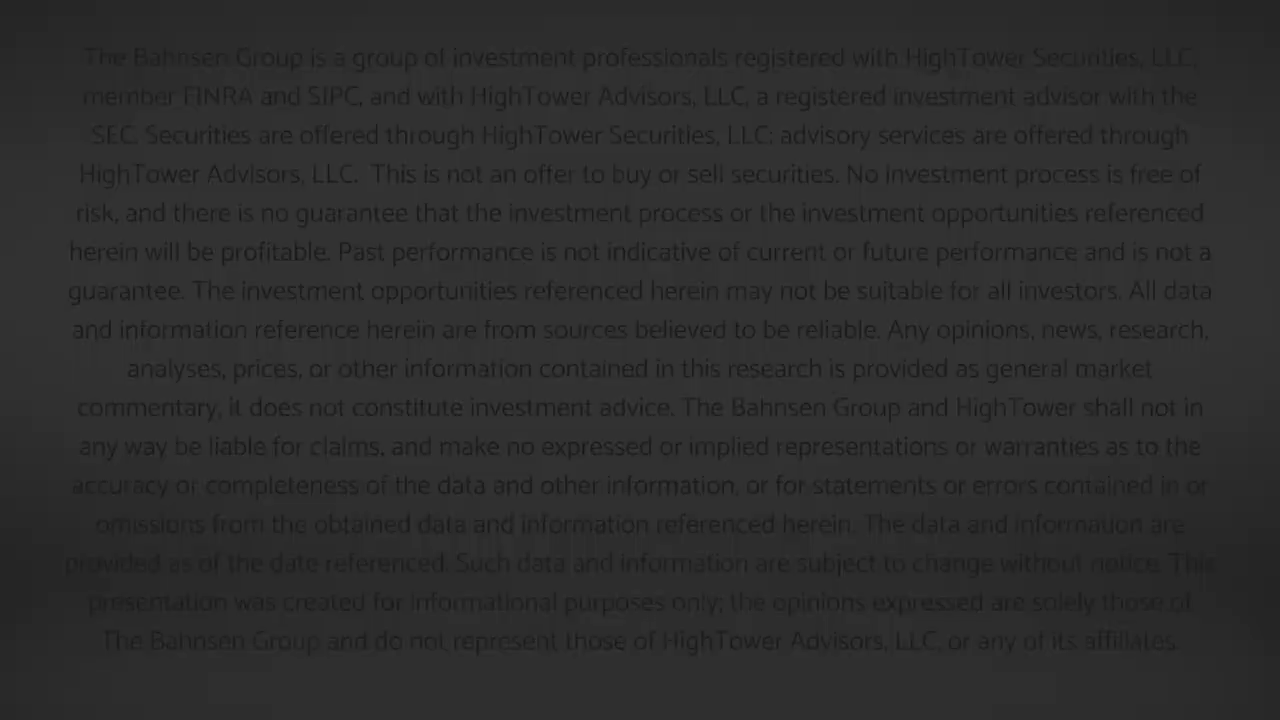 The Bahnsen Group is a group of investment professionals registered with HighTower Securities, LLC,
member FINRA and SIPC, and with HighTower Advisors, LLC, a registered investment advisor with the
SEC. Securities are offered through HighTower Securities, LLC; advisory services are offered through
HighTower Advisors, LLC. This is not an offer to buy or sell securities. No investment process is free of
risk, and there is no guarantee that the investment process or the investment opportunities referenced
herein will be profitable. Past performance is not indicative of current or future performance and is not a
guarantee. The investment opportunities referenced herein may not be suitable for all investors. All data
and information reference herein are from sources believed to be reliable. Any opinions, news, research,
analyses, prices, or other information contained in this research is provided as general market
commentary, it does not constitute investment advice. The Bahnsen Group and HighTower shall not in
any way be liable for claims, and make no expressed or implied representations or warranties as to the
accuracy or completeness of the data and other information, or for statements or errors contained in or
omissions from the obtained data and information referenced herein. The data and information are
provided as of the date referenced. Such data and information are subject to change without notice. This
presentation was created for informational purposes only; the opinions expressed are solely those of
The Bahnsen Group and do not represent those of HighTower Advisors, LLC, or any of its affiliates.